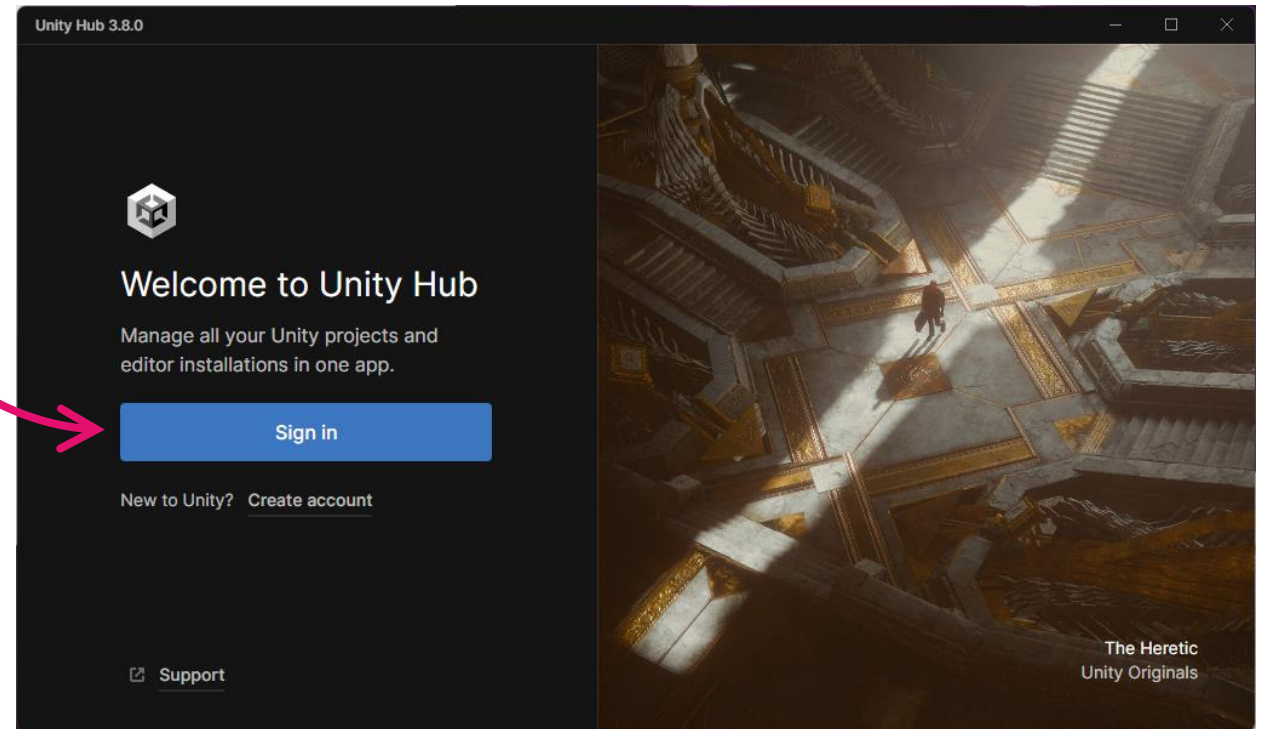 Unity Hub 3.8.0
Welcome to Unity Hub
Manage all your Unity projects and
editor installations in one app.
Sign in
New to Unity? Create account
Support
The Heretic
Unity Originals